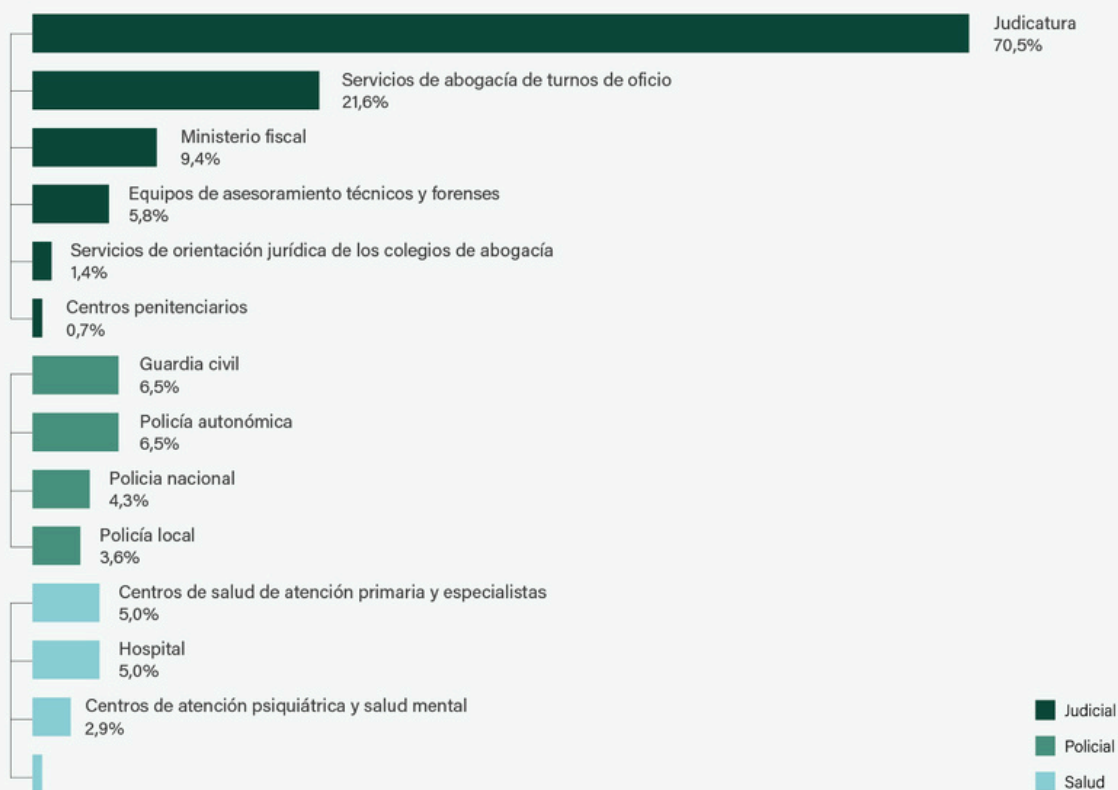 Judicatura
70,5%
Servicios de abogacía de turnos de oficio
21,6%
Ministerio fiscal
9,4%
Equipos de asesoramiento técnicos y forenses
5,8%
Servicios de orientación jurídica de los colegios de abogacía
1,4%
Centros penitenciarios
0,7%
Guardia civil
6,5%
Policía autonómica
6,5%
Policia nacional
4,3%
Policía local
3,6%
Centros de salud de atención primaria y especialistas
5,0%
Hospital
5,0%
Centros de atención psiquiátrica y salud mental
2,9%
Judicial
Policial
Salud